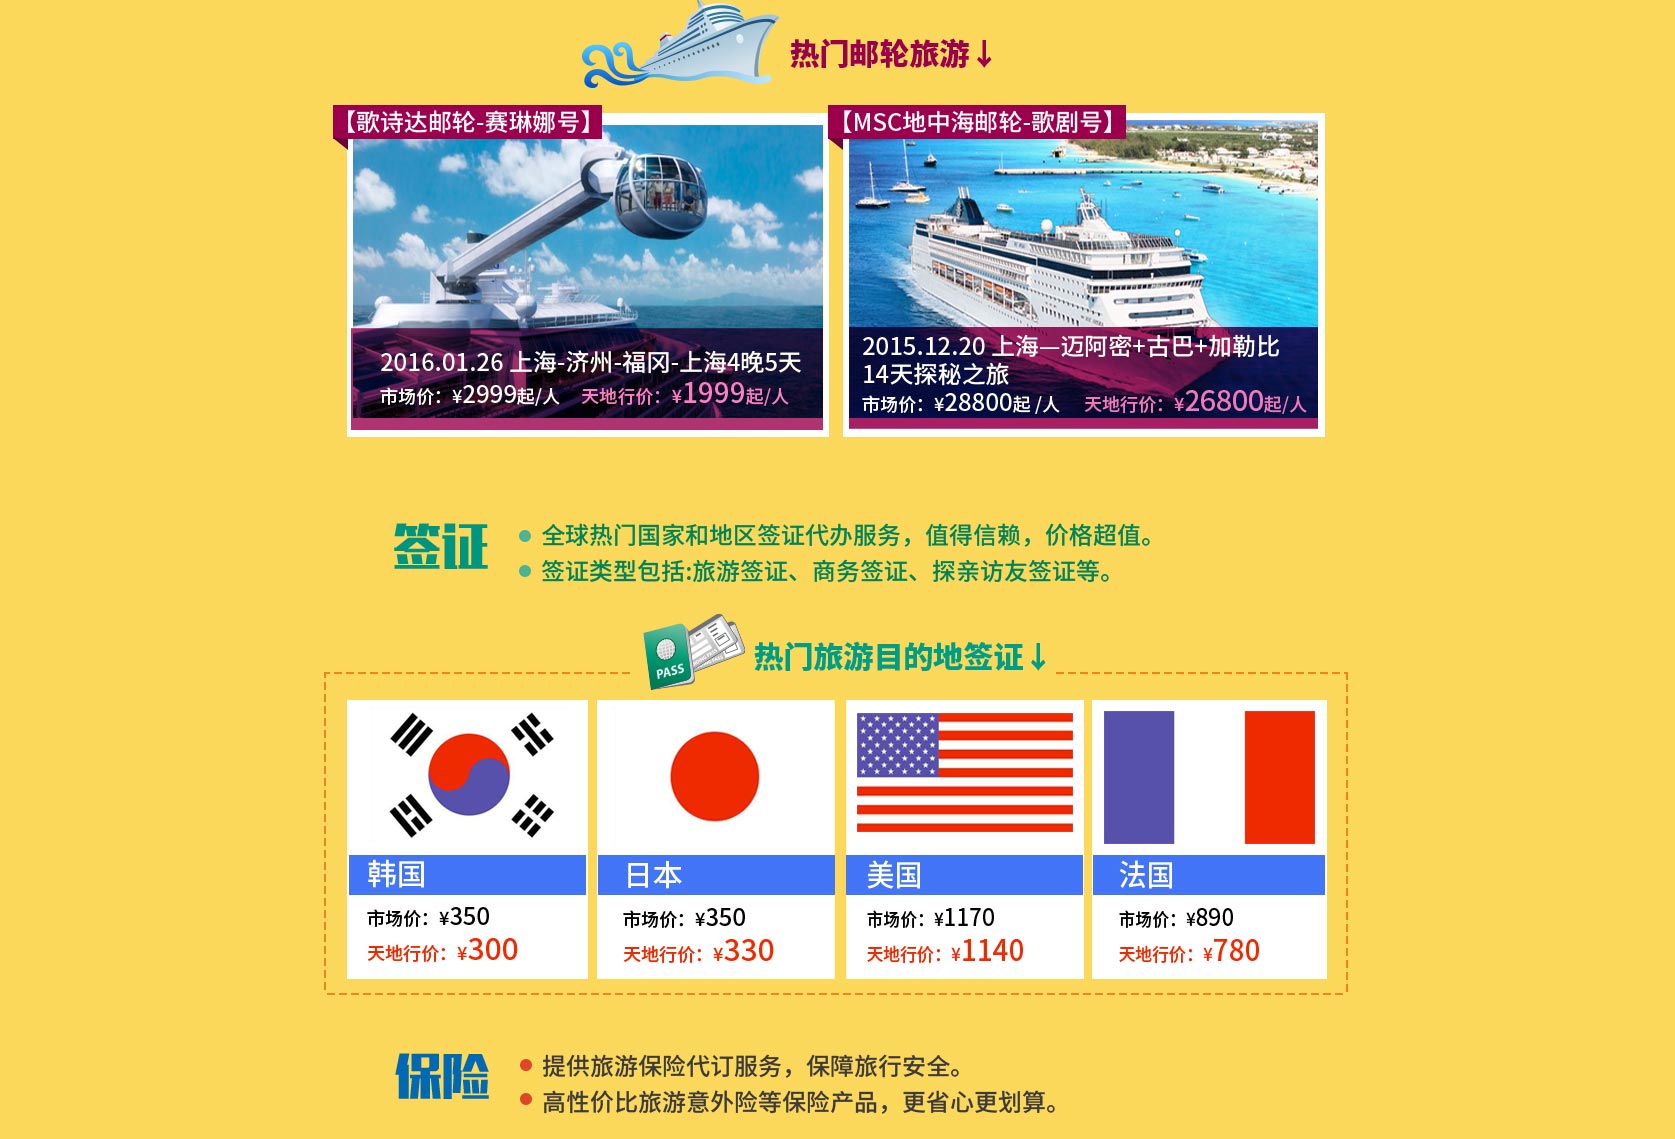 热门邮轮旅游↓
【歌诗达邮轮-赛琳娜号】
2016.01.26 上海-济州-福冈-上海4晚5天
市场价：¥2999起/人 天地行价：¥1999起/人
【MSC地中海邮轮-歌剧号】
2015.12.20 上海—迈阿密+古巴+加勒比
14天探秘之旅
市场价：¥28800起 /人 天地行价：¥26800起/人
签证
全球热门国家和地区签证代办服务，值得信赖，价格超值。
签证类型包括:旅游签证、商务签证、探亲访友签证等。
PASS
热门旅游目的地签证↓
韩国
市场价：¥350
天地行价：¥300
日本
市场价：¥350
天地行价：¥330
美国
市场价：¥1170
天地行价：¥1140
法国
市场价：¥890
天地行价：¥780
保险
提供旅游保险代订服务，保障旅行安全。
高性价比旅游意外险等保险产品，更省心更划算。